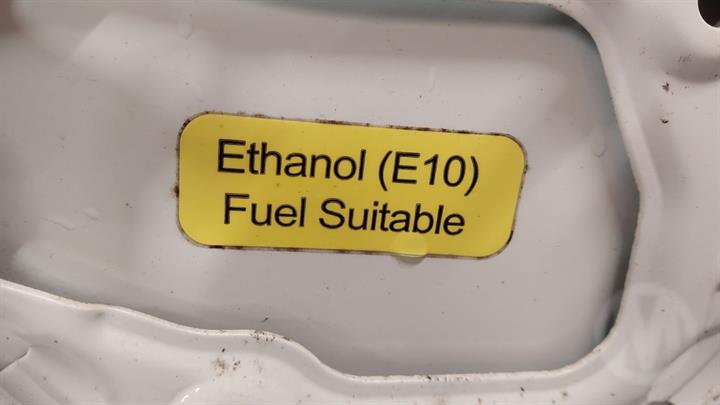 Ethanol (E10)
Fuel Suitable